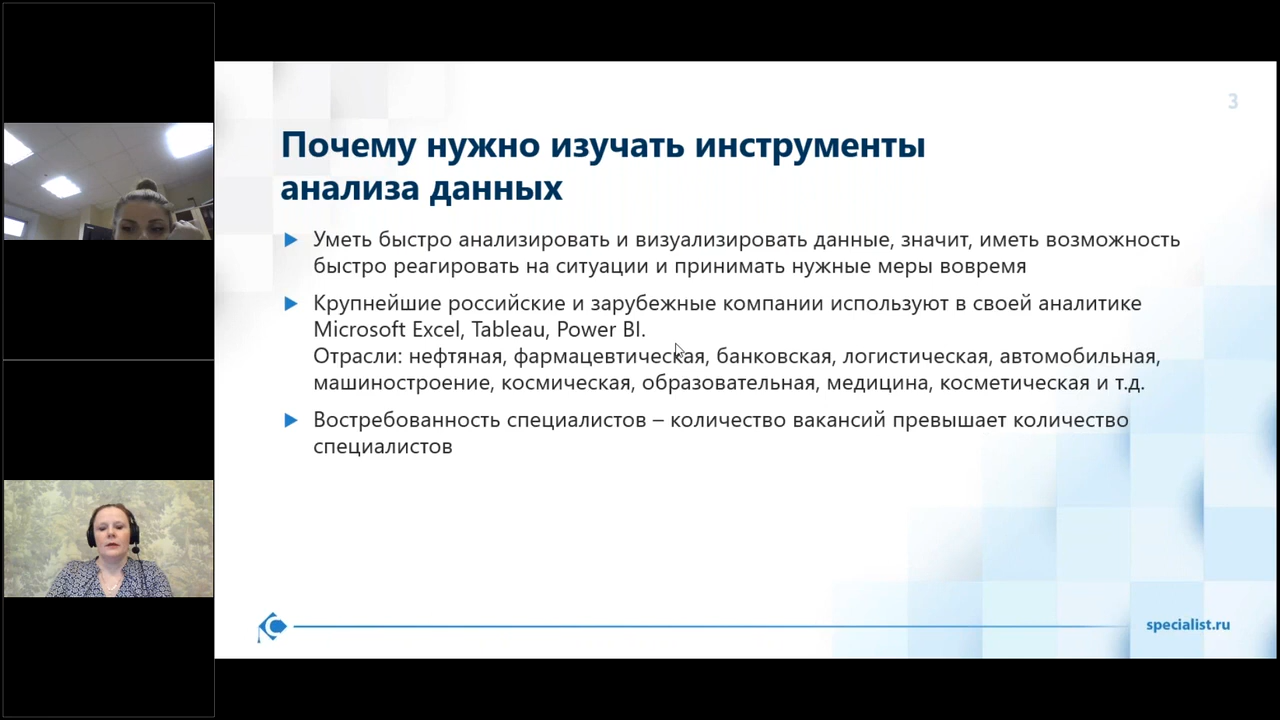 3
Почему нужно изучать инструменты
анализа данных
Уметь быстро анализировать и визуализировать данные, значит, иметь возможность
быстро реагировать на ситуации и принимать нужные меры вовремя
Крупнейшие российские и зарубежные компании используют в своей аналитике
Microsoft Excel, Tableau, Power BI.
Отрасли: нефтяная, фармацевтическая, банковская, логистическая, автомобильная,
машиностроение, космическая, образовательная, медицина, косметическая и т.д.
Востребованность специалистов – количество вакансий превышает количество
специалистов
specialist.ru